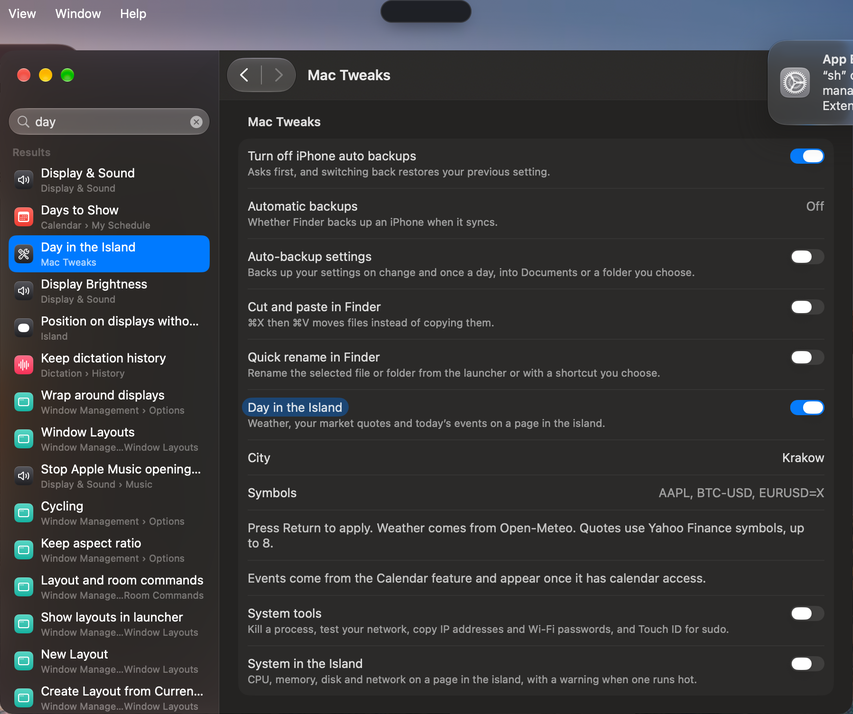 View Window Help
App E
"sh" c
mana
Exten
Mac Tweaks
day
Results
Display & Sound
Display & Sound
Days to Show
Calendar › My Schedule
Day in the Island
Mac Tweaks
Display Brightness
Display & Sound
Position on displays witho...
Island
Keep dictation history
Dictation › History
Wrap around displays
Window Management › Options
Window Layouts
Window Manage...Window Layouts
Stop Apple Music opening...
Display & Sound › Music
Cycling
Window Management › Options
Keep aspect ratio
Window Management › Options
Layout and room commands
Window Manage...Room Commands
Show layouts in launcher
Window Manage...Window Layouts
New Layout
Window Manage...Window Layouts
Create Layout from Curren...
Window Manage...Window Layouts
Mac Tweaks
Turn off iPhone auto backups
Asks first, and switching back restores your previous setting.
Automatic backups Off
Whether Finder backs up an iPhone when it syncs.
Auto-backup settings
Backs up your settings on change and once a day, into Documents or a folder you choose.
Cut and paste in Finder
⌘X then ⌘V moves files instead of copying them.
Quick rename in Finder
Rename the selected file or folder from the launcher or with a shortcut you choose.
Day in the Island
Weather, your market quotes and today's events on a page in the island.
City Krakow
Symbols AAPL, BTC-USD, EURUSD=X
Press Return to apply. Weather comes from Open-Meteo. Quotes use Yahoo Finance symbols, up
to 8.
Events come from the Calendar feature and appear once it has calendar access.
System tools
Kill a process, test your network, copy IP addresses and Wi-Fi passwords, and Touch ID for sudo.
System in the Island
CPU, memory, disk and network on a page in the island, with a warning when one runs hot.